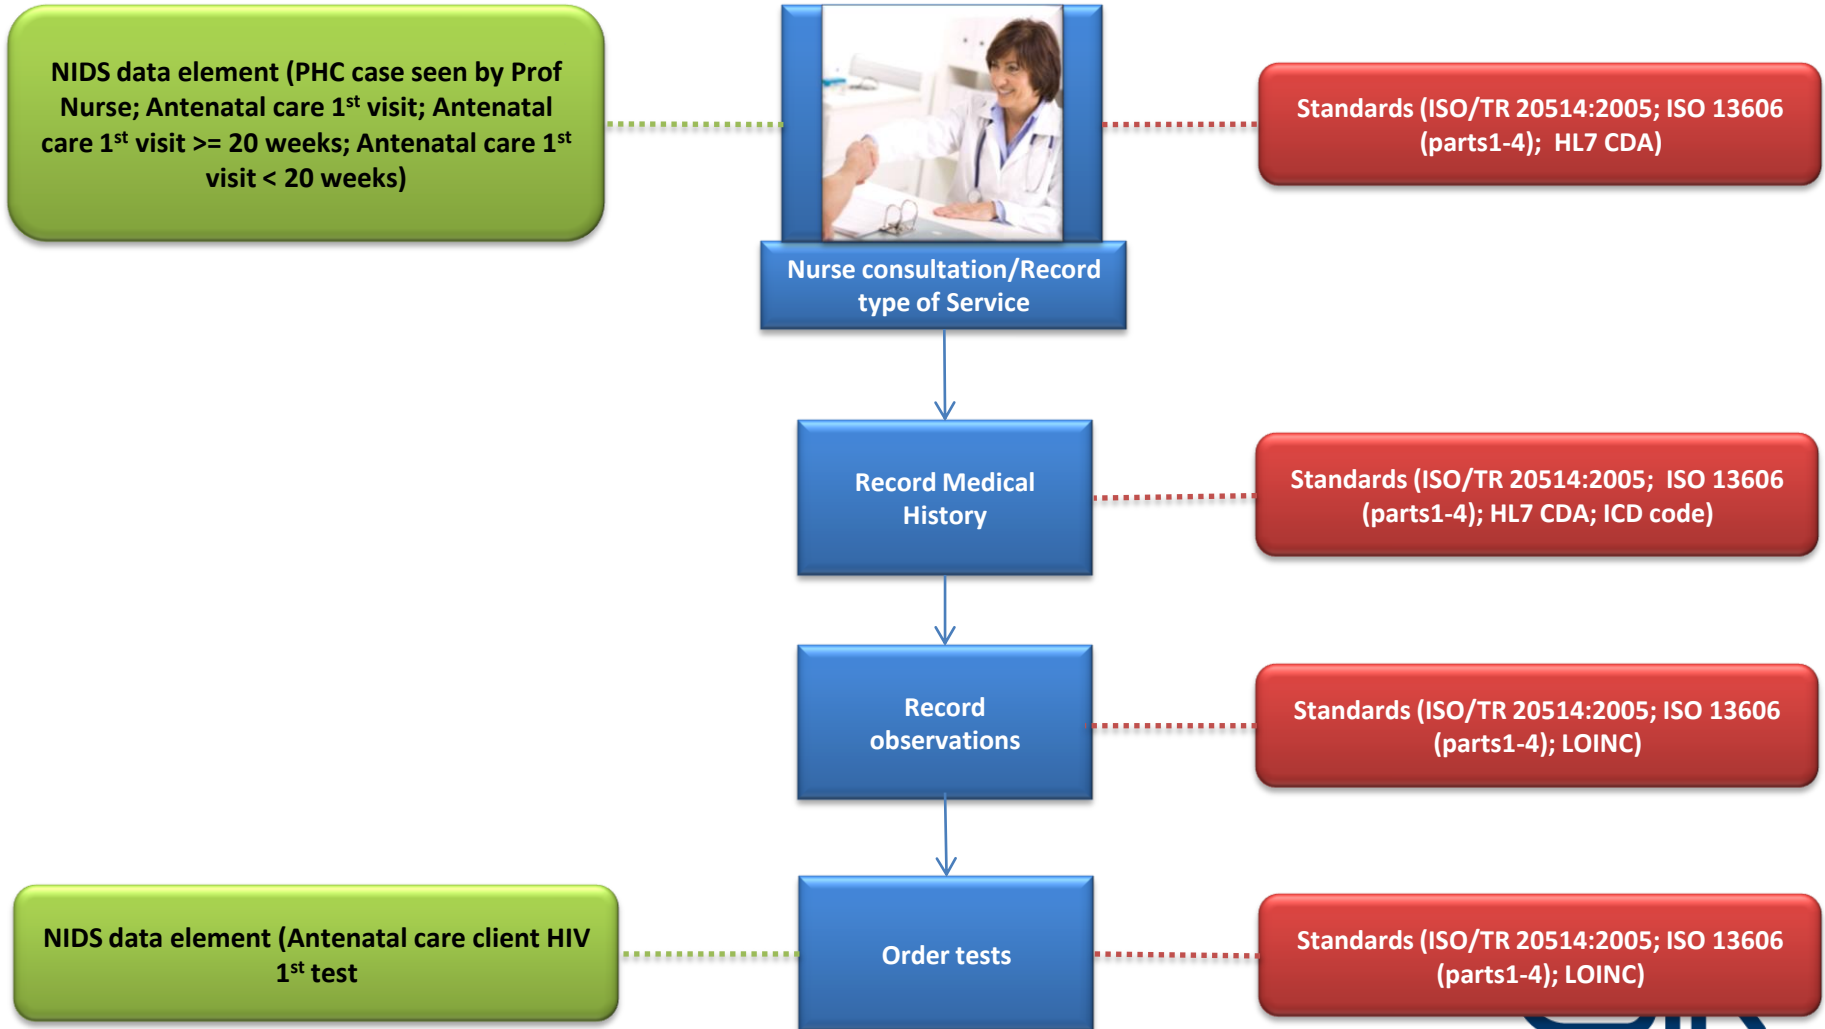 NIDS data element (PHC case seen by Prof
Nurse; Antenatal care 1st visit; Antenatal
care 1st visit >= 20 weeks; Antenatal care 1st
visit < 20 weeks)
Standards (ISO/TR 20514:2005; ISO 13606
(parts1-4); HL7 CDA)
Nurse consultation/Record
type of Service
Record Medical
History
Standards (ISO/TR 20514:2005; ISO 13606
(parts1-4); HL7 CDA; ICD code)
Record
observations
Standards (ISO/TR 20514:2005; ISO 13606
(parts1-4); LOINC)
NIDS data element (Antenatal care client HIV
1st test
Order tests
Standards (ISO/TR 20514:2005; ISO 13606
(parts1-4); LOINC)